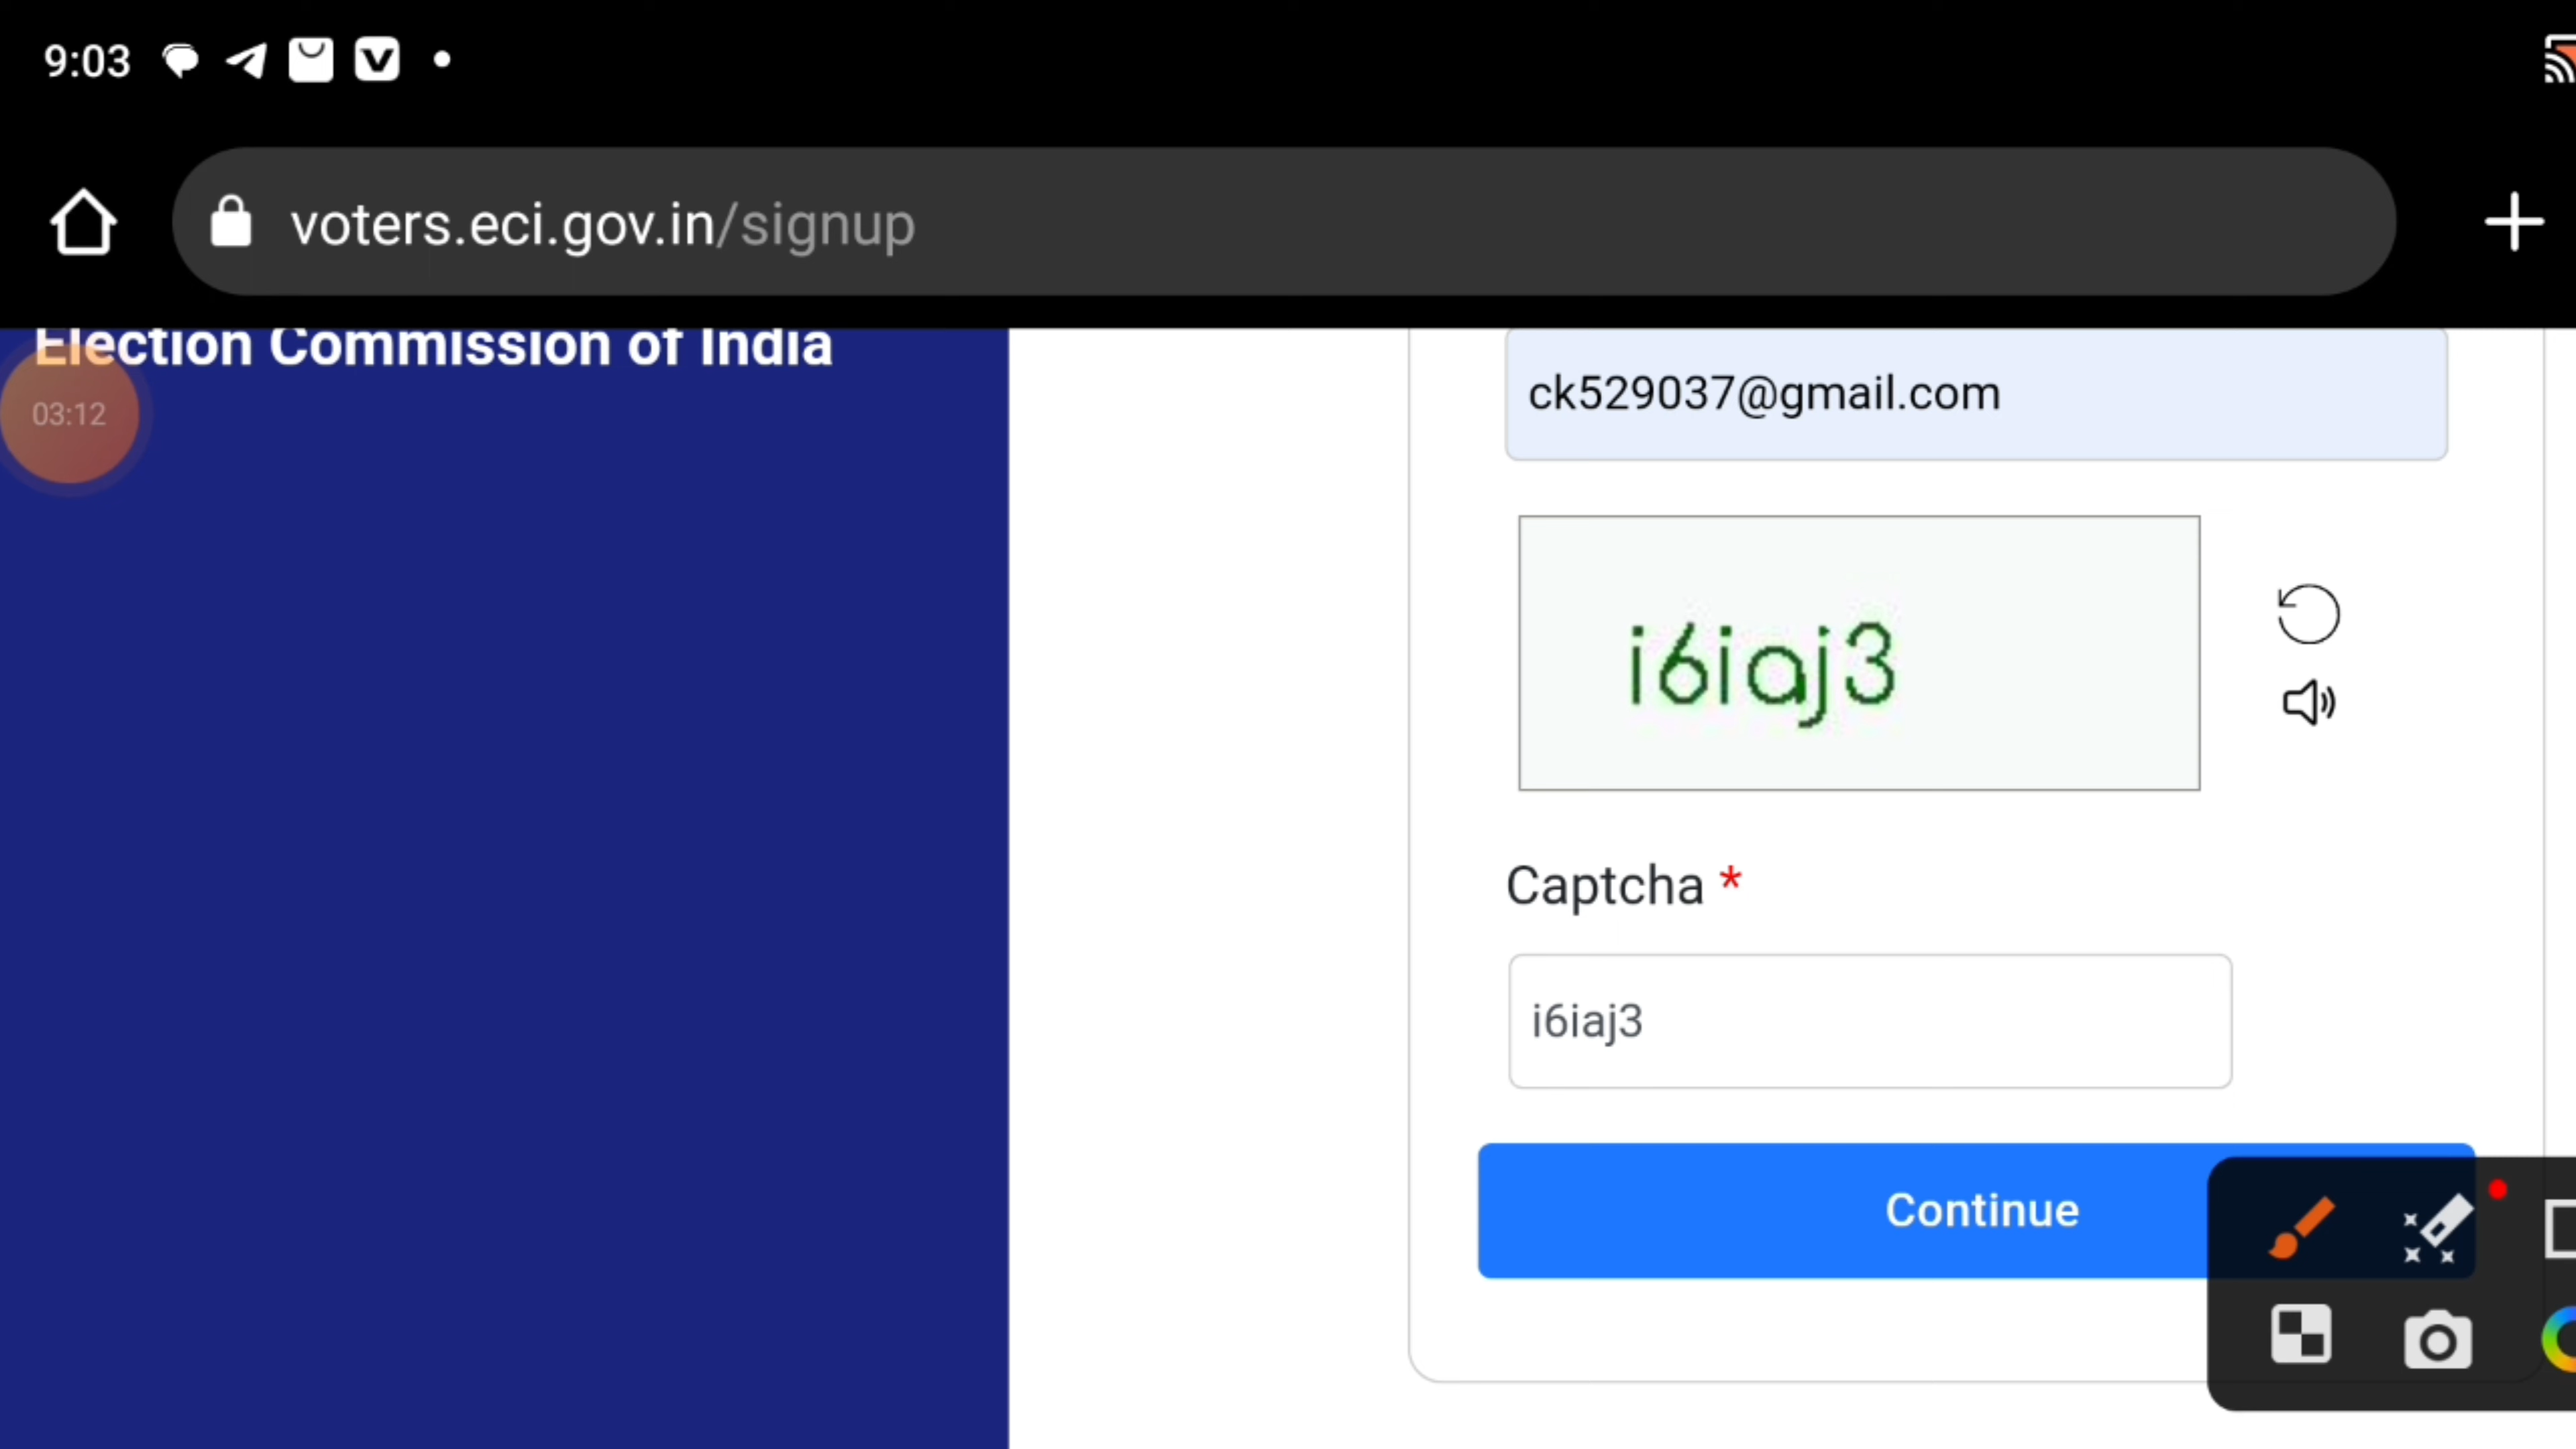 9:03
voters.eci.gov.in/signup
Election Commission of India
03:12
ck529037@gmail.com
i6iaj3
Captcha *
i6iaj3
Continue